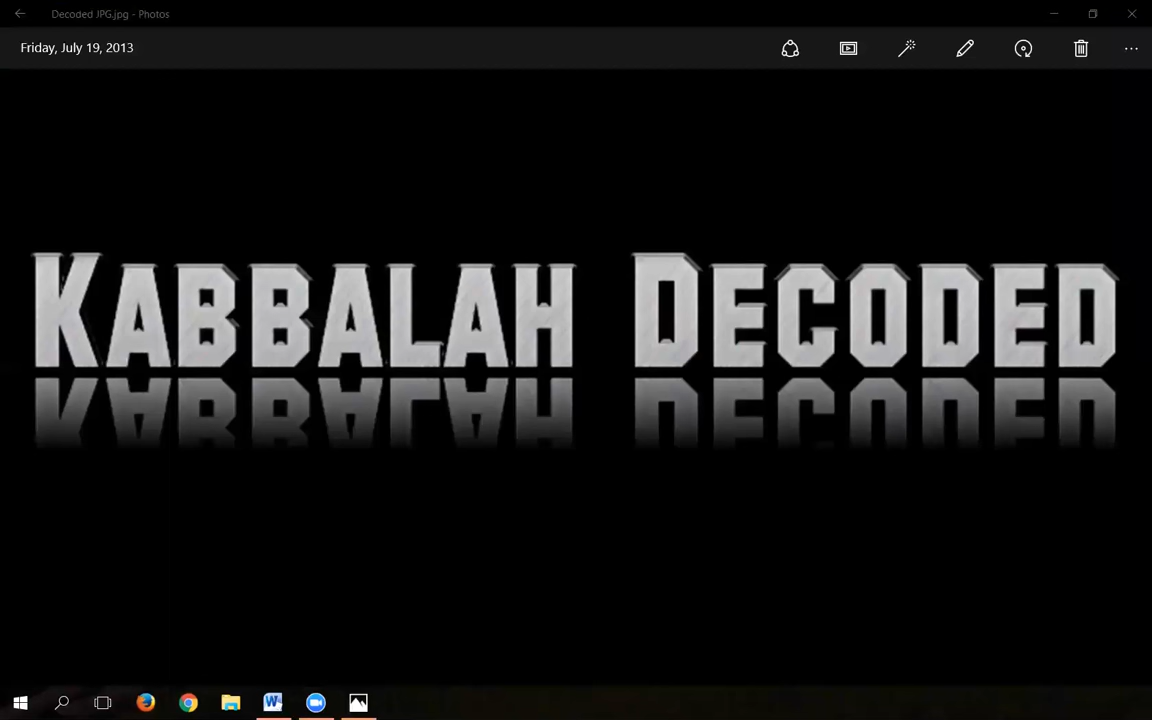 Decoded JPG.jpg - Photos
Friday, July 19, 2013
KABBALAH DECODED